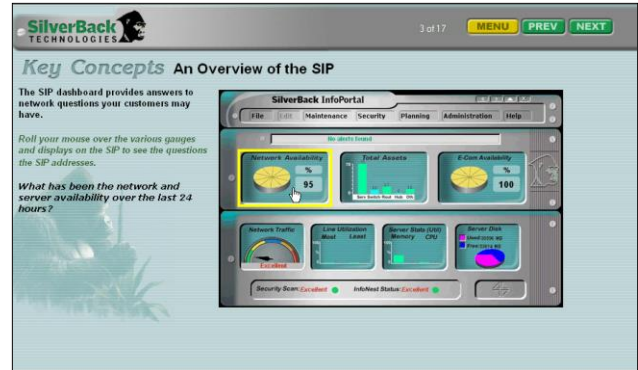 SilverBack
TECHNOLOGIES
3 of 17
MENU
PREV
NEXT
Key Concepts An Overview of the SIP
The SIP dashboard provides answers to
network questions your customers may
have.
Roll your mouse over the various gauges
and displays on the SIP to see the questions
the SIP addresses.
What has been the network and
server availability over the last 24
hours?
SilverBack InfoPortal
File Edit Maintenance Security Planning Administration Help
No alerts found
Network Availability
%
95
Total Assets
E-Com Availability
%
100
Network Traffic
Excellent
Line Utilization
Most Least
Server Stats (Util)
Memory CPU
Server Disk
Security Scan: Excellent
InfoNest Status: Excellent